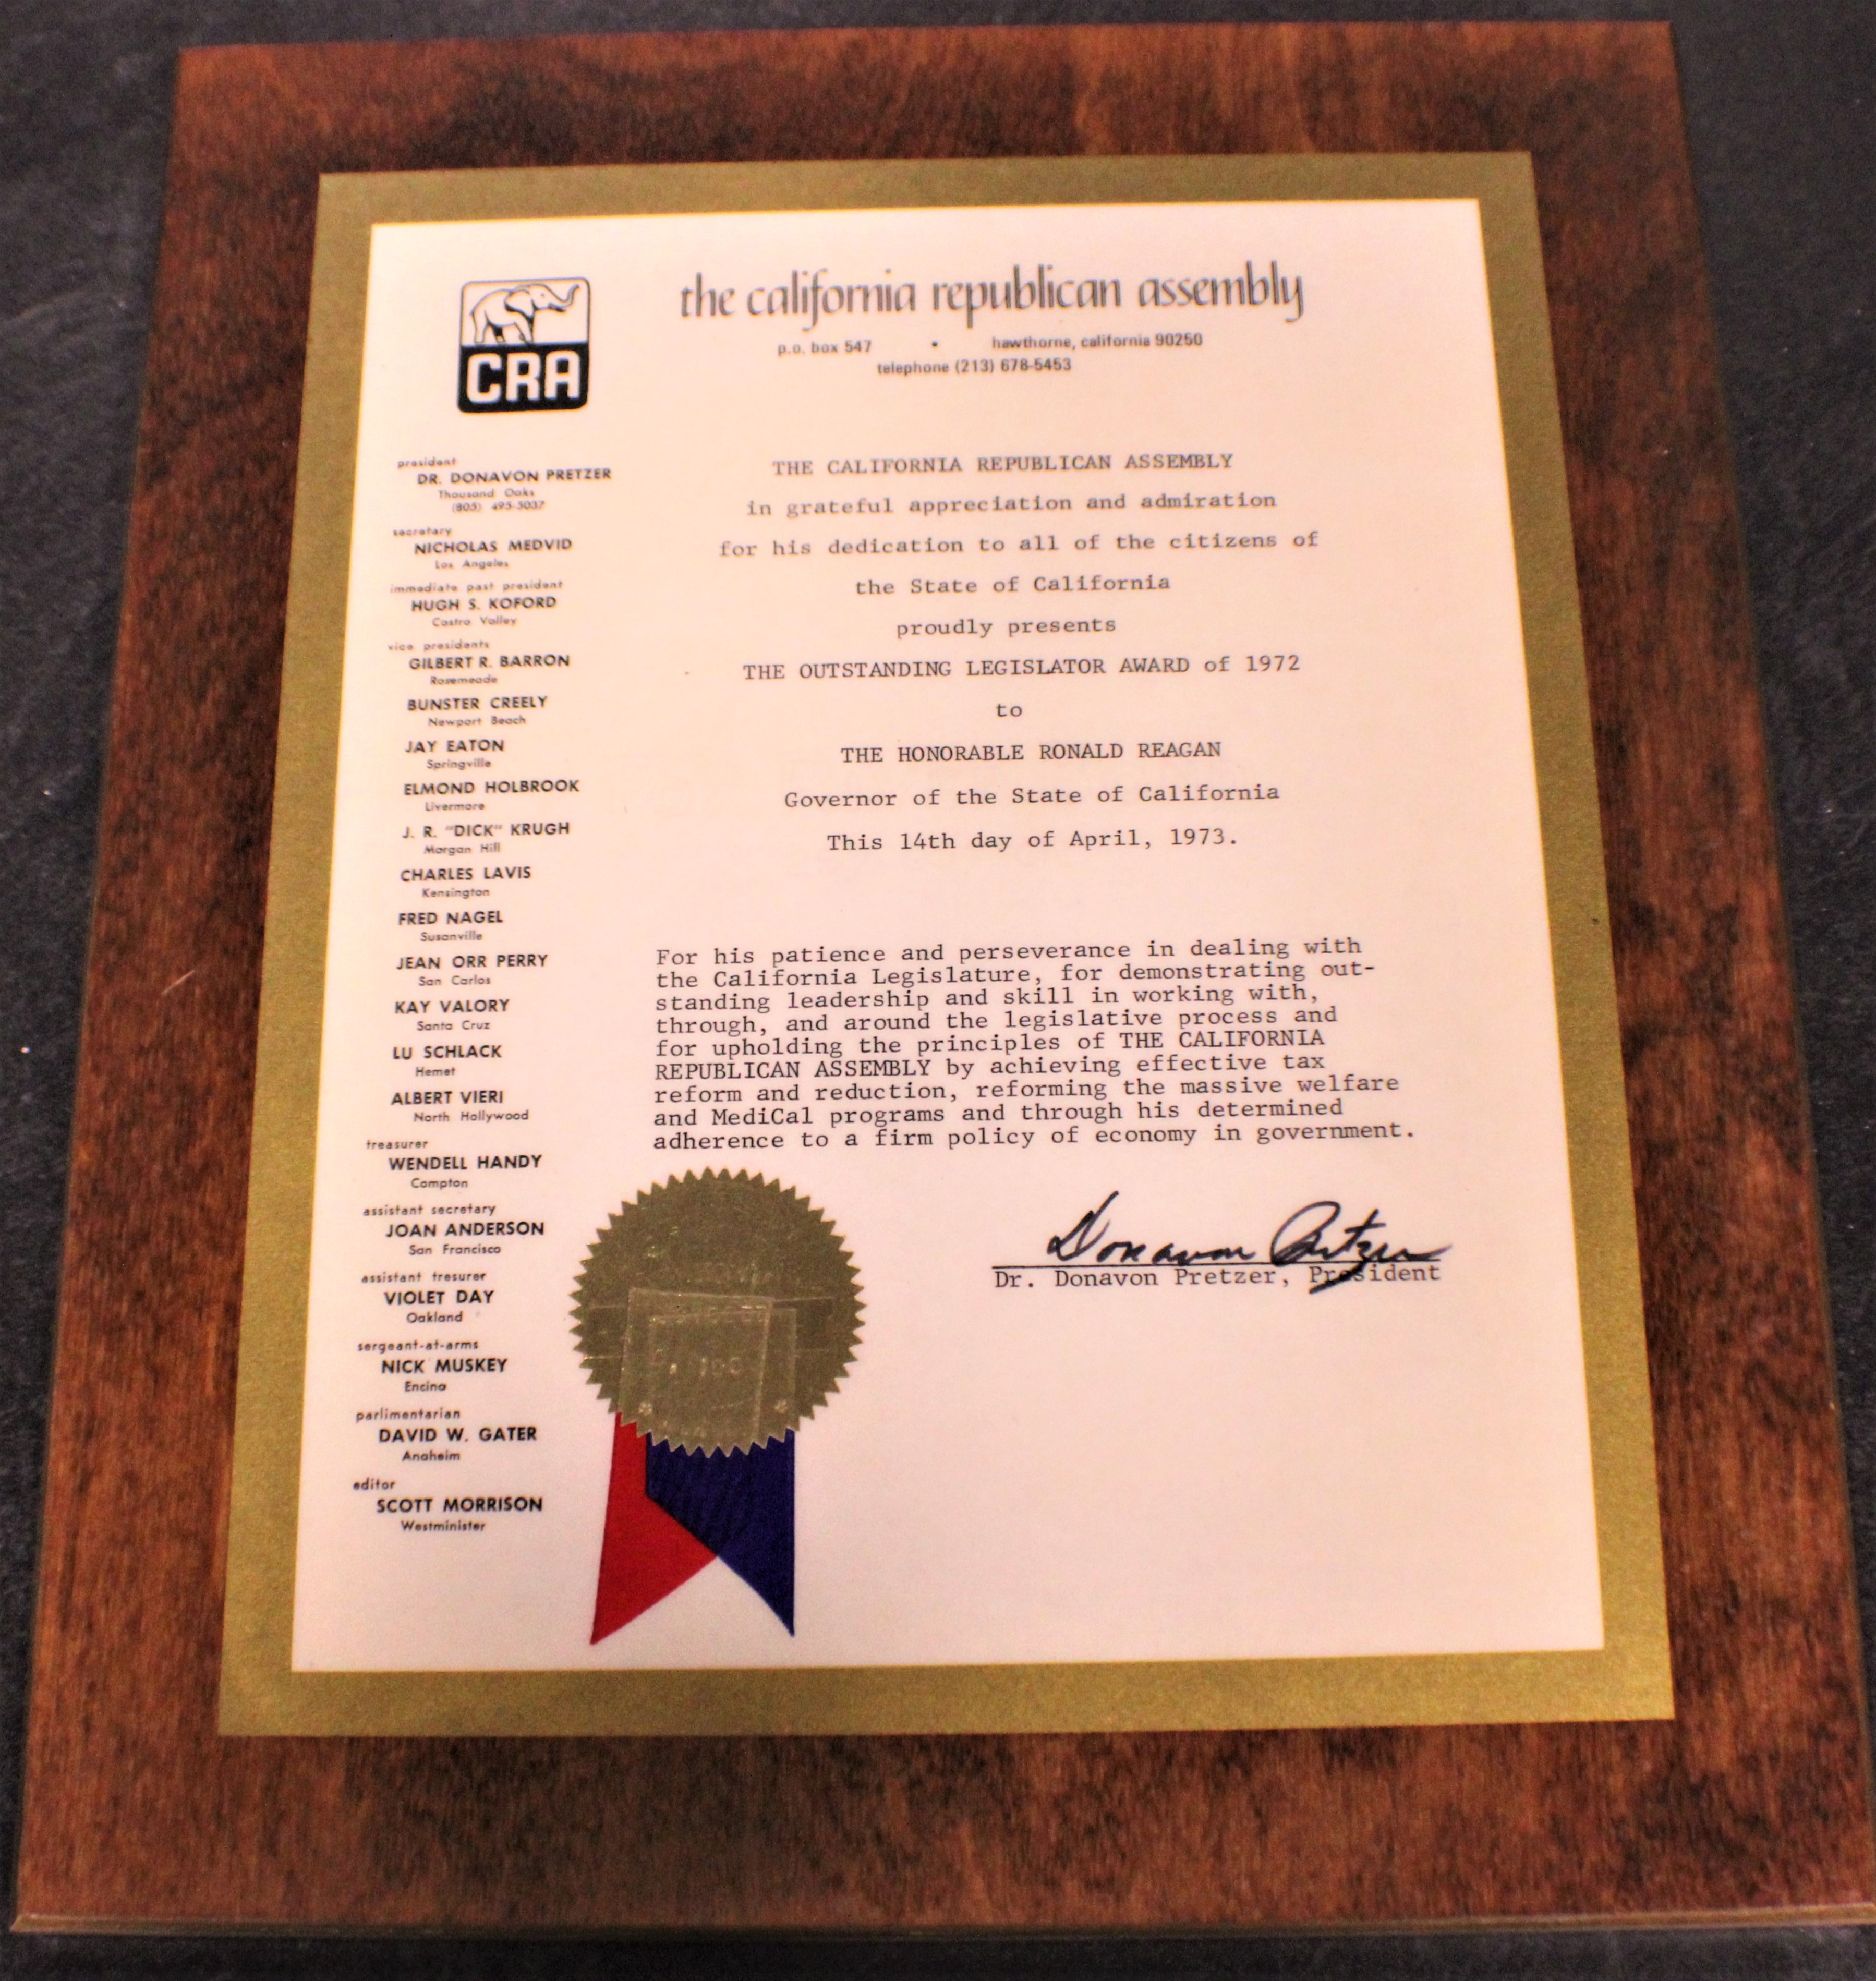 CRA
the california republican assembly
p.o. box 547 • hawthorne, california 90250
telephone (213) 678-5453
president
DR. DONAVON PRETZER
Thousand Oaks
(805) 495-5037
secretary
NICHOLAS MEDVID
Los Angeles
immediate past president
HUGH S. KOFORD
Castro Valley
vice presidents
GILBERT R. BARRON
Rosemeade
BUNSTER CREELY
Newport Beach
JAY EATON
Springville
ELMOND HOLBROOK
Livermore
J. R. "DICK" KRUGH
Morgan Hill
CHARLES LAVIS
Kensington
FRED NAGEL
Susanville
JEAN ORR PERRY
San Carlos
KAY VALORY
Santa Cruz
LU SCHLACK
Hemet
ALBERT VIERI
North Hollywood
treasurer
WENDELL HANDY
Compton
assistant secretary
JOAN ANDERSON
San Francisco
assistant tresurer
VIOLET DAY
Oakland
sergeant-at-arms
NICK MUSKEY
Encino
parlimentarian
DAVID W. GATER
Anaheim
editor
SCOTT MORRISON
Westminister
THE CALIFORNIA REPUBLICAN ASSEMBLY
in grateful appreciation and admiration
for his dedication to all of the citizens of
the State of California
proudly presents
THE OUTSTANDING LEGISLATOR AWARD of 1972
to
THE HONORABLE RONALD REAGAN
Governor of the State of California
This 14th day of April, 1973.
For his patience and perseverance in dealing with
the California Legislature, for demonstrating out-
standing leadership and skill in working with,
through, and around the legislative process and
for upholding the principles of THE CALIFORNIA
REPUBLICAN ASSEMBLY by achieving effective tax
reform and reduction, reforming the massive welfare
and MediCal programs and through his determined
adherence to a firm policy of economy in government.
Donavon Pretzer
Dr. Donavon Pretzer, President